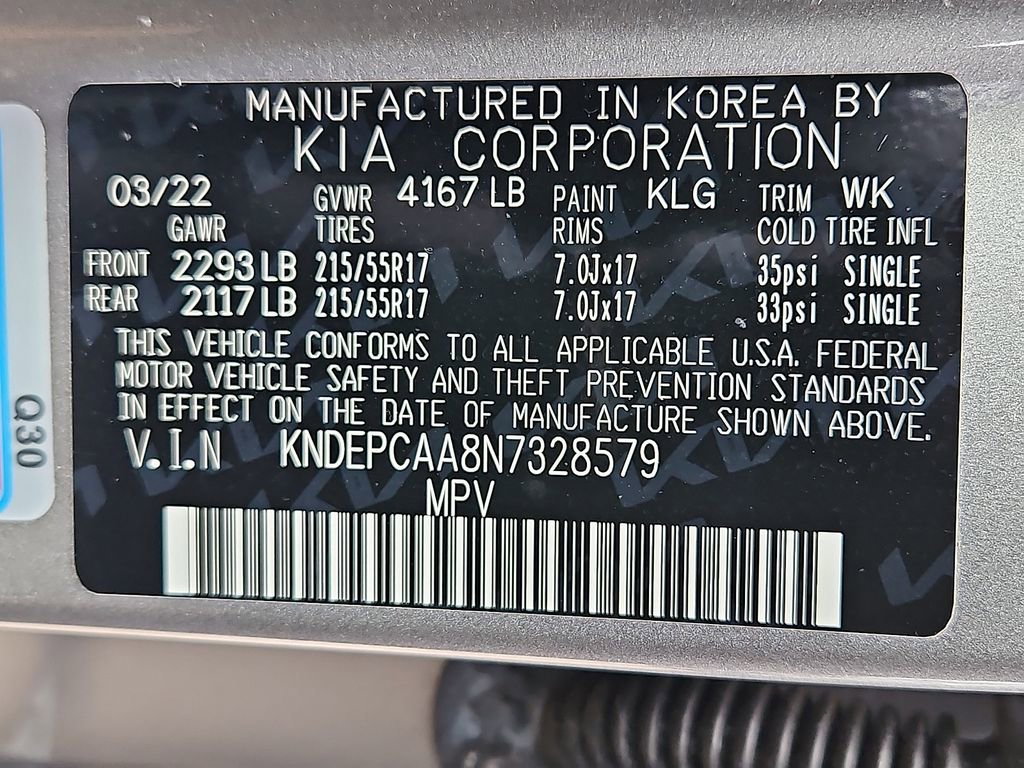 MANUFACTURED IN KOREA BY
KIA CORPORATION
03/22 GVWR 4167 LB PAINT KLG TRIM WK
GAWR TIRES RIMS COLD TIRE INFL
FRONT 2293 LB 215/55R17 7.0Jx17 35psi SINGLE
REAR 2117 LB 215/55R17 7.0Jx17 33psi SINGLE
THIS VEHICLE CONFORMS TO ALL APPLICABLE U.S.A. FEDERAL
MOTOR VEHICLE SAFETY AND THEFT PREVENTION STANDARDS
IN EFFECT ON THE DATE OF MANUFACTURE SHOWN ABOVE.
V.I.N KNDEPCAA8N7328579
MPV
Q30